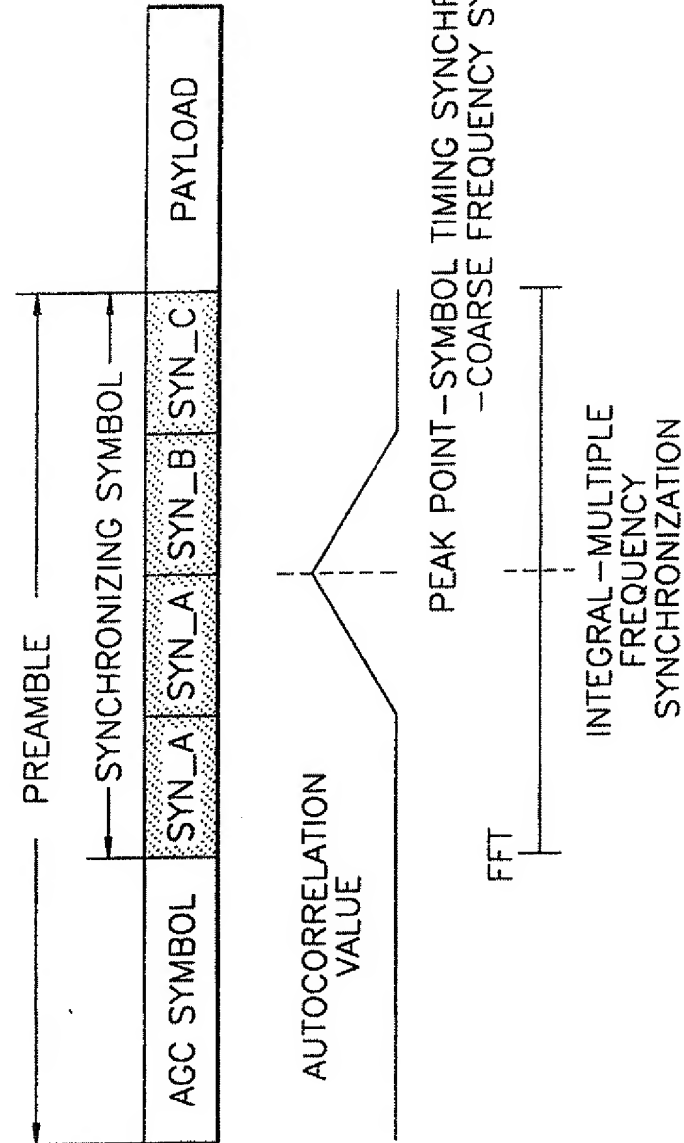 PREAMBLE
SYNCHRONIZING SYMBOL
AGC SYMBOL SYN_A SYN_A SYN_B SYN_C PAYLOAD
AUTOCORRELATION
VALUE
PEAK POINT-SYMBOL TIMING
-COARSE FREQUENCY
FFT
INTEGRAL-MULTIPLE
FREQUENCY
SYNCHRONIZATION